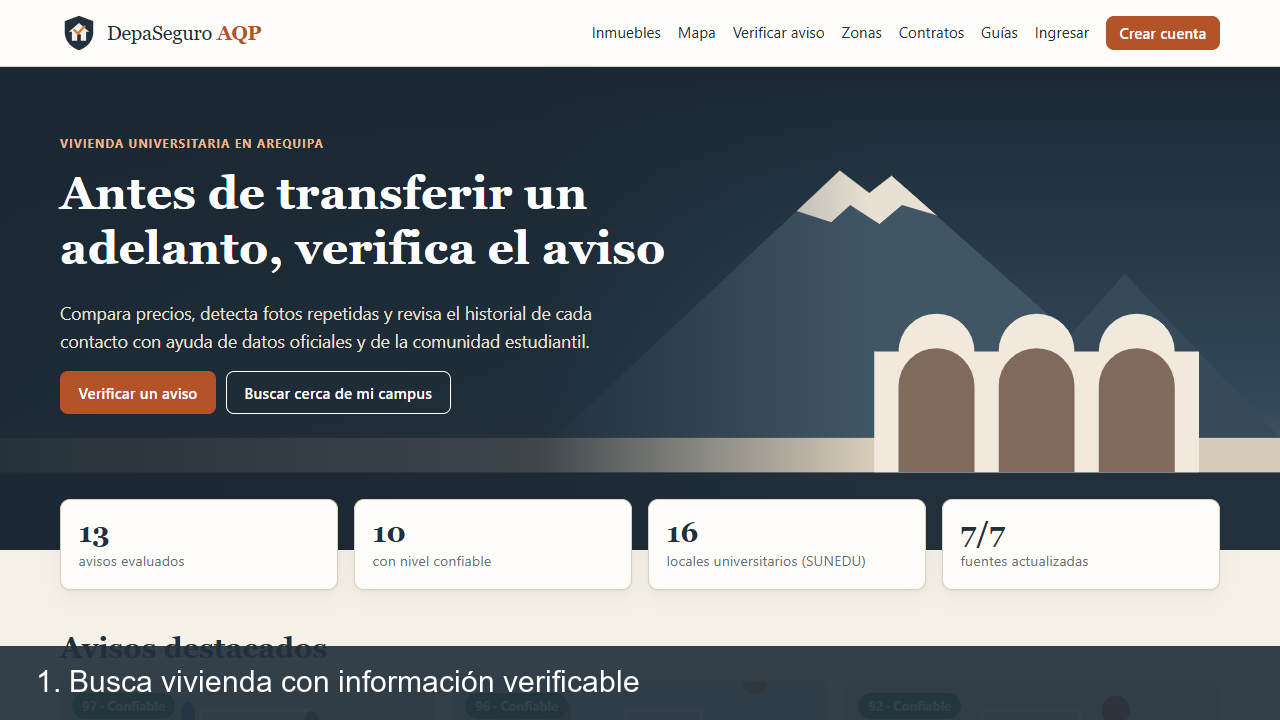 DepaSeguro AQP
Inmuebles Mapa Verificar aviso Zonas Contratos Guías Ingresar Crear cuenta
VIVIENDA UNIVERSITARIA EN AREQUIPA
Antes de transferir un
adelanto, verifica el aviso
Compara precios, detecta fotos repetidas y revisa el historial de cada
contacto con ayuda de datos oficiales y de la comunidad estudiantil.
Verificar un aviso Buscar cerca de mi campus
13
avisos evaluados
10
con nivel confiable
16
locales universitarios (SUNEDU)
7/7
fuentes actualizadas
Avisos destacados
1. Busca vivienda con información verificable
97 · Confiable 96 · Confiable 92 · Confiable